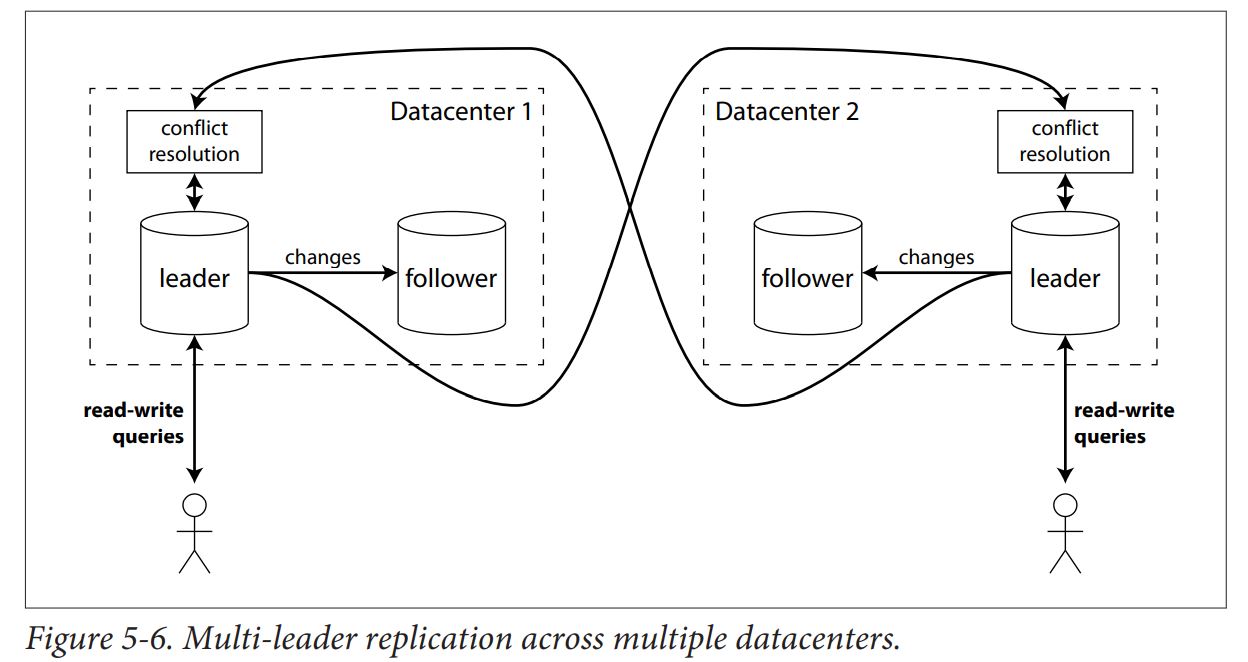 Datacenter 1
conflict
resolution
leader
changes
follower
read-write
queries
Datacenter 2
conflict
resolution
follower
changes
leader
read-write
queries
Figure 5-6. Multi-leader replication across multiple datacenters.